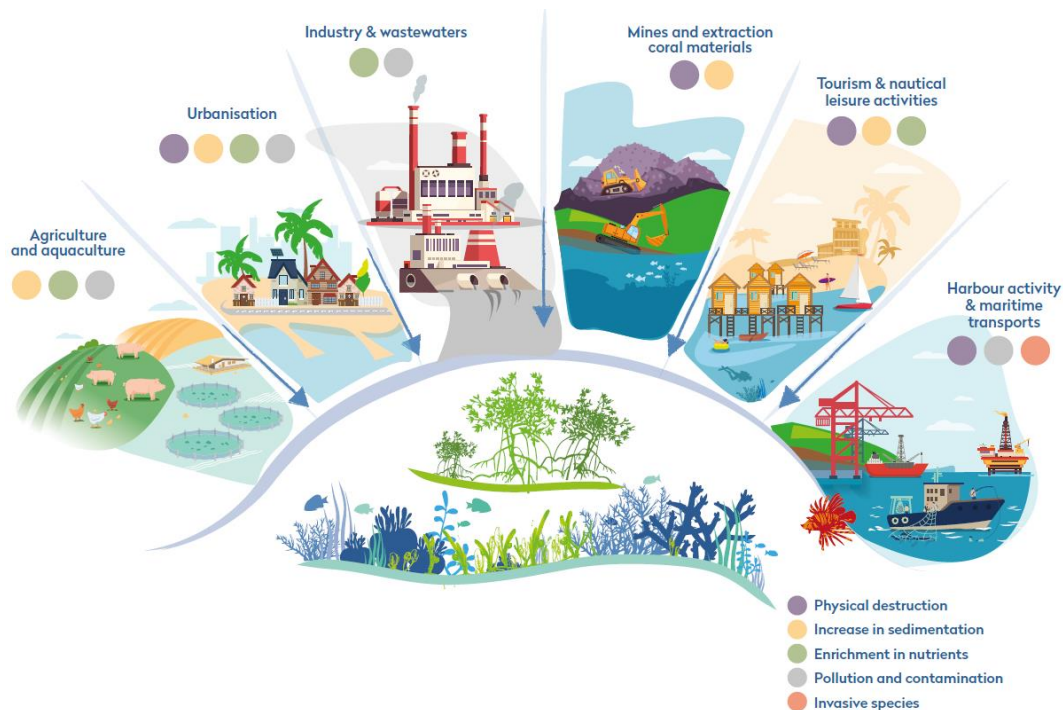 Industry & wastewaters
Mines and extraction
coral materials
Tourism & nautical
leisure activities
Urbanisation
Agriculture
and aquaculture
Harbour activity
& maritime
transports
Physical destruction
Increase in sedimentation
Enrichment in nutrients
Pollution and contamination
Invasive species